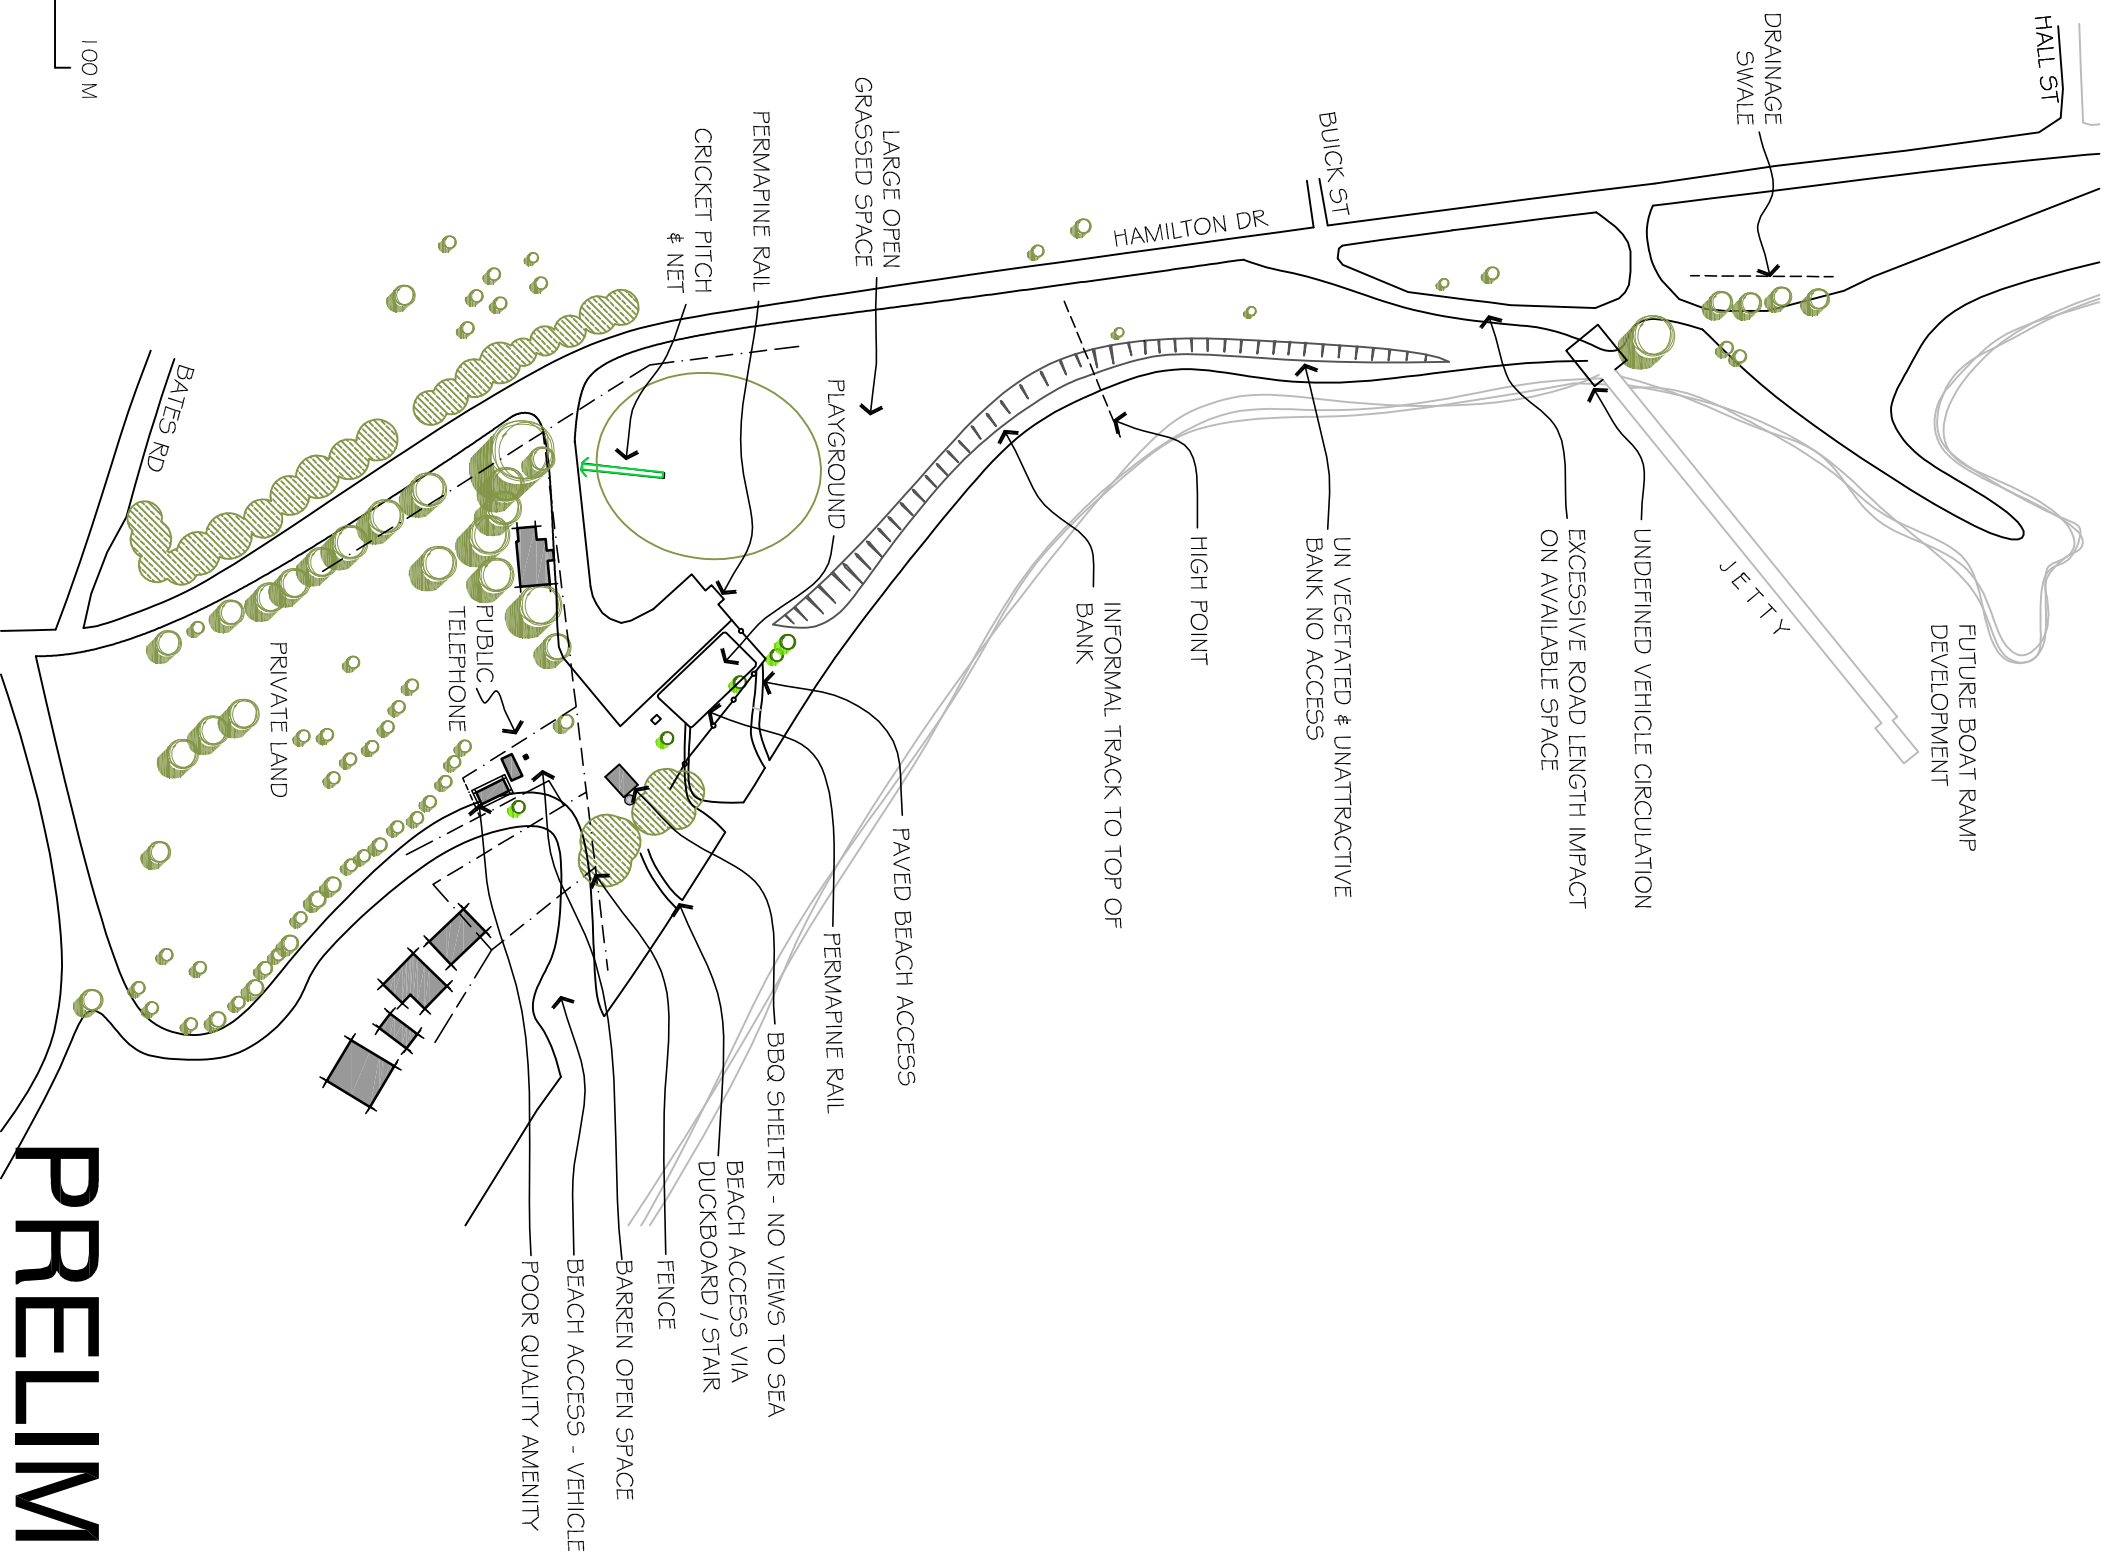 HALL ST
DRAINAGE
SWALE
BUICK ST
HAMILTON DR
LARGE OPEN
GRASSED SPACE
PERMAPINE RAIL
CRICKET PITCH
& NET
100 M
BATES RD
PLAYGROUND
FUTURE BOAT RAMP
DEVELOPMENT
JETTY
UNDEFINED VEHICLE CIRCULATION
EXCESSIVE ROAD LENGTH IMPACT
ON AVAILABLE SPACE
UN VEGETATED & UNATTRACTIVE
BANK NO ACCESS
HIGH POINT
INFORMAL TRACK TO TOP OF
BANK
PUBLIC
TELEPHONE
PRIVATE LAND
PAVED BEACH ACCESS
PERMAPINE RAIL
BBQ SHELTER - NO VIEWS TO SEA
BEACH ACCESS VIA
DUCKBOARD / STAIR
FENCE
BARREN OPEN SPACE
BEACH ACCESS - VEHICLE
POOR QUALITY AMENITY
PRELIM